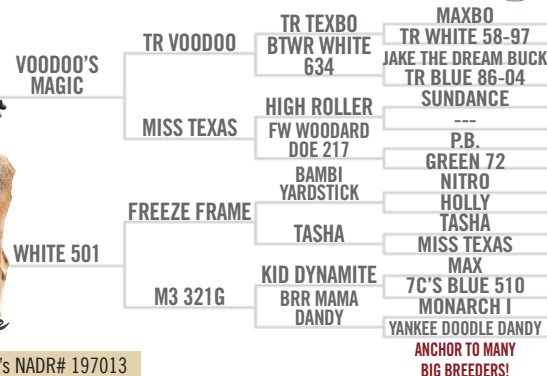 VOODOO'S
MAGIC
WHITE 501
TR VOODOO
MISS TEXAS
FREEZE FRAME
M3 321G
TR TEXBO
BTWR WHITE
634
HIGH ROLLER
FW WOODARD
DOE 217
BAMBI
YARDSTICK
TASHA
KID DYNAMITE
BRR MAMA
DANDY
MAXBO
TR WHITE 58-97
JAKE THE DREAM BUCK
TR BLUE 86-04
SUNDANCE
---
P.B.
GREEN 72
NITRO
HOLLY
TASHA
MISS TEXAS
MAX
7C'S BLUE 510
MONARCH I
YANKEE DOODLE DANDY
ANCHOR TO MANY
BIG BREEDERS!
's NADR# 197013